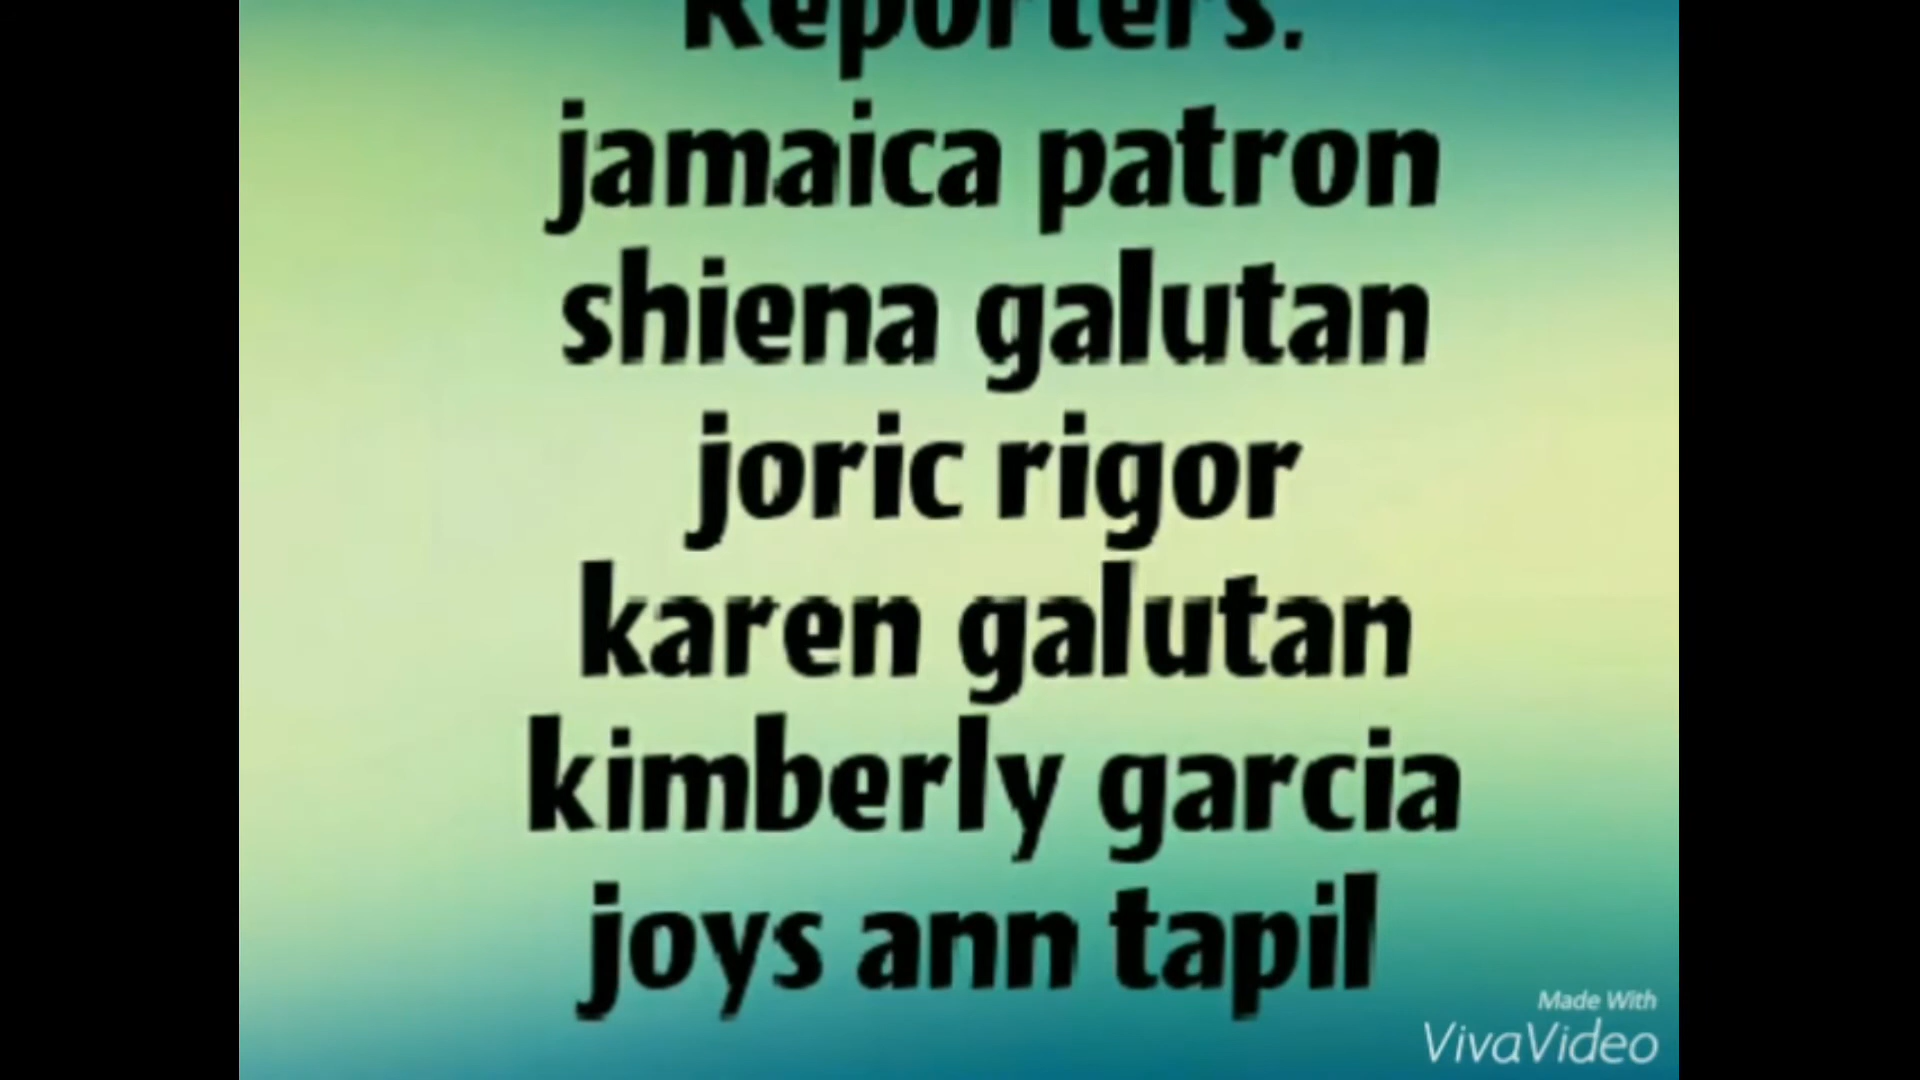 Reporters.
jamaica patron
shiena galutan
joric rigor
karen galutan
kimberly garcia
joys ann tapil
Made With
VivaVideo